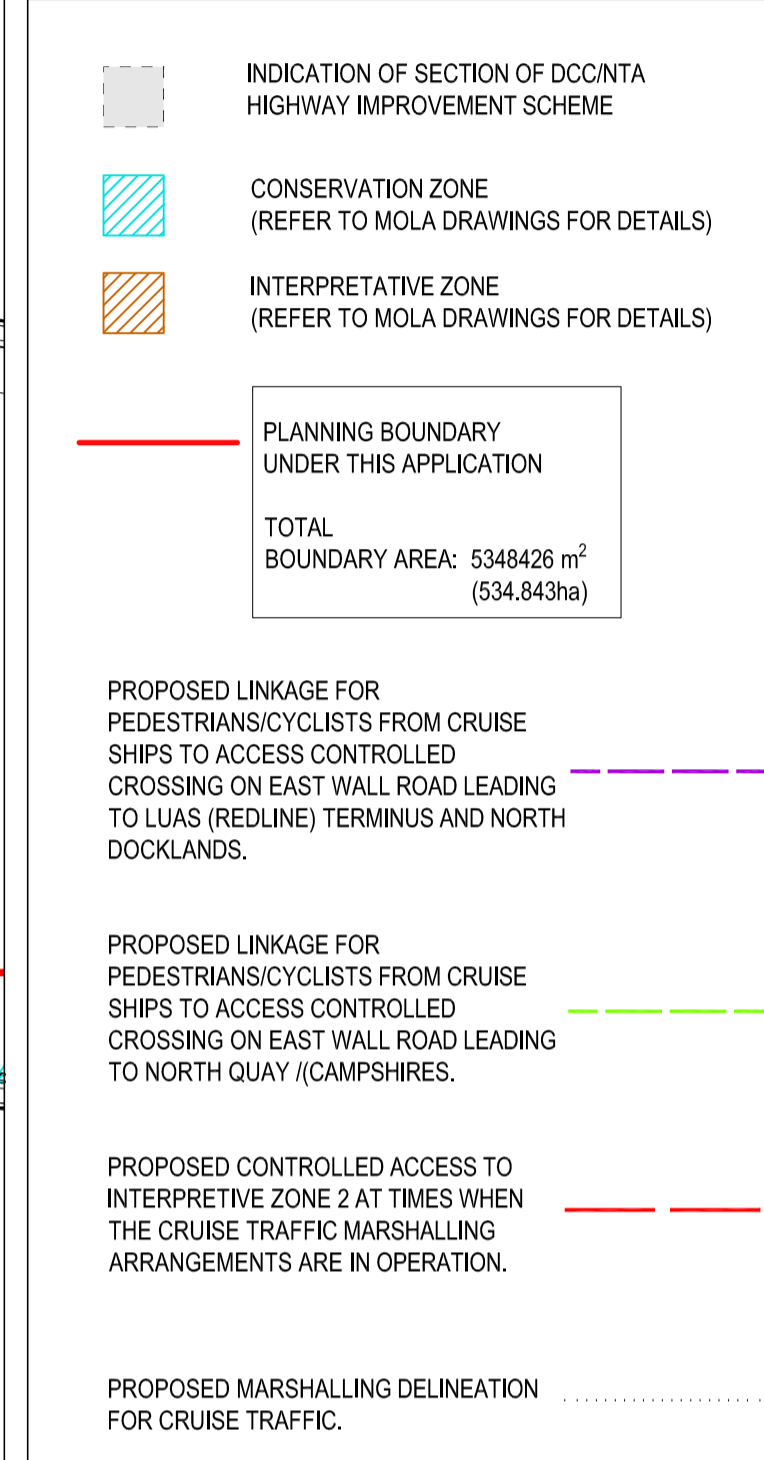 INDICATION OF SECTION OF DCC/NTA
HIGHWAY IMPROVEMENT SCHEME
CONSERVATION ZONE
(REFER TO MOLA DRAWINGS FOR DETAILS)
INTERPRETATIVE ZONE
(REFER TO MOLA DRAWINGS FOR DETAILS)
PLANNING BOUNDARY
UNDER THIS APPLICATION
TOTAL
BOUNDARY AREA: 5348426 m²
(534.843ha)
PROPOSED LINKAGE FOR
PEDESTRIANS/CYCLISTS FROM CRUISE
SHIPS TO ACCESS CONTROLLED
CROSSING ON EAST WALL ROAD LEADING
TO LUAS (REDLINE) TERMINUS AND NORTH
DOCKLANDS.
PROPOSED LINKAGE FOR
PEDESTRIANS/CYCLISTS FROM CRUISE
SHIPS TO ACCESS CONTROLLED
CROSSING ON EAST WALL ROAD LEADING
TO NORTH QUAY /(CAMPSHIRES.
PROPOSED CONTROLLED ACCESS TO
INTERPRETIVE ZONE 2 AT TIMES WHEN
THE CRUISE TRAFFIC MARSHALLING
ARRANGEMENTS ARE IN OPERATION.
PROPOSED MARSHALLING DELINEATION
FOR CRUISE TRAFFIC.